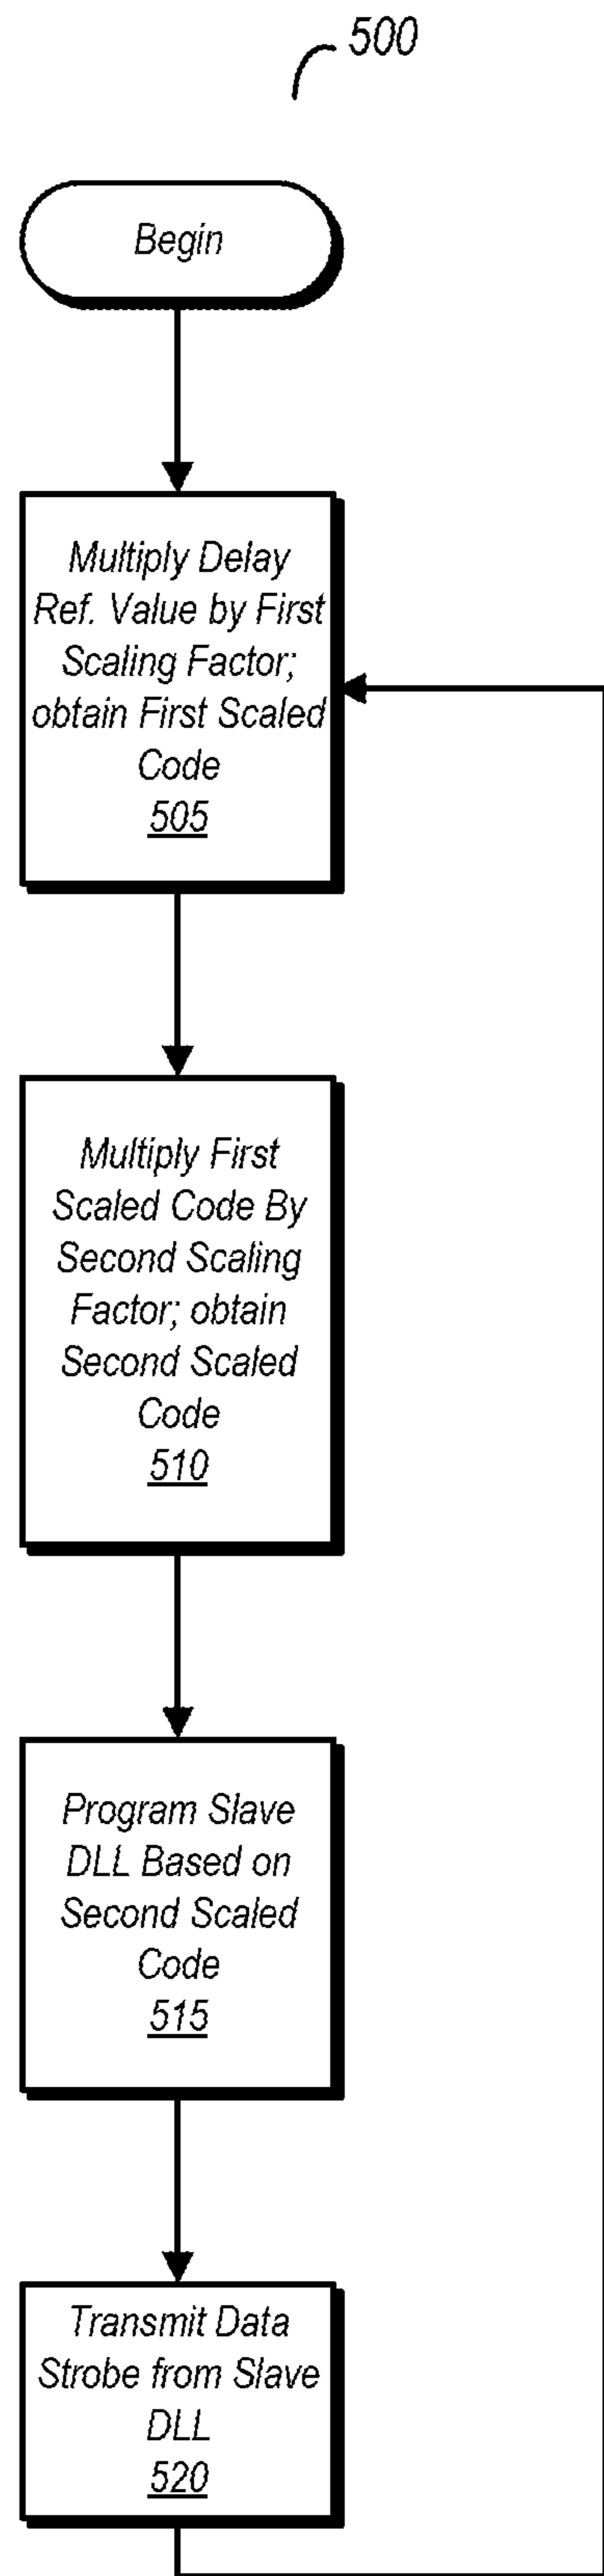 500
Begin
Multiply Delay
Ref. Value by First
Scaling Factor;
obtain First Scaled
Code
505
Multiply First
Scaled Code By
Second Scaling
Factor; obtain
Second Scaled
Code
510
Program Slave
DLL Based on
Second Scaled
Code
515
Transmit Data
Strobe from Slave
DLL
520